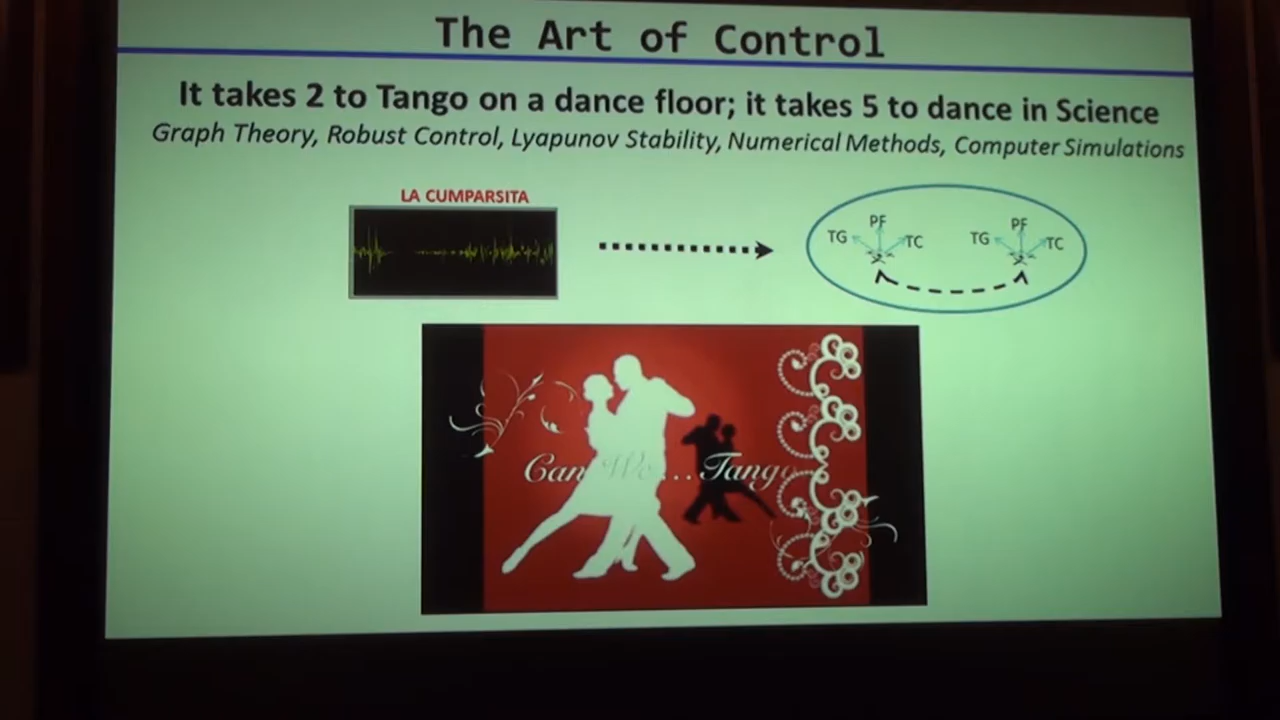 The Art of Control
It takes 2 to Tango on a dance floor; it takes 5 to dance in Science
Graph Theory, Robust Control, Lyapunov Stability, Numerical Methods, Computer Simulations
LA CUMPARSITA
PF PF
TG TC TG TC
Can We...Tango